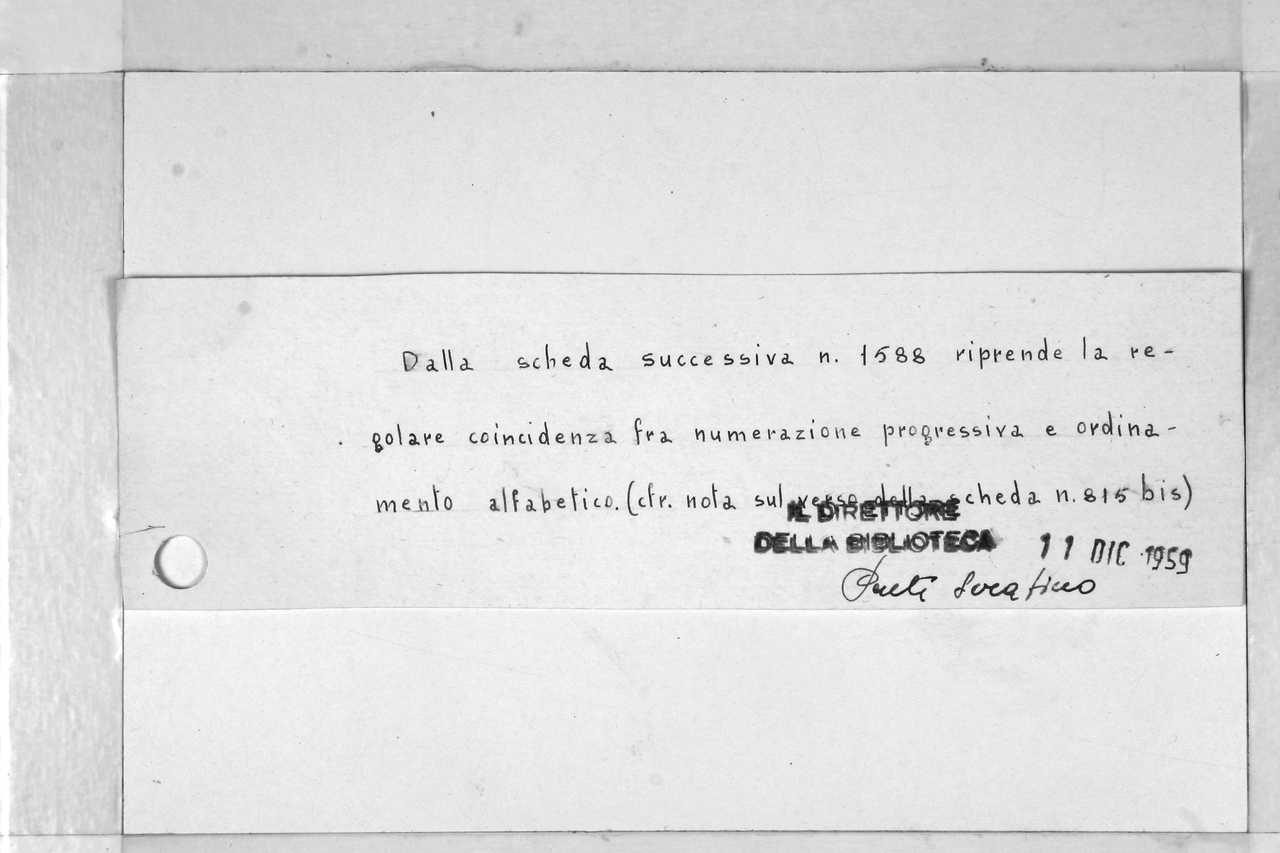 Dalla scheda successiva n. 1588 riprende la re-
golare coincidenza fra numerazione progressiva e ordina-
mento alfabetico. (cfr. nota sul verso della scheda n. 815 bis)
IL DIRETTORE
DELLA BIBLIOTECA 11 DIC 1959
Serafino